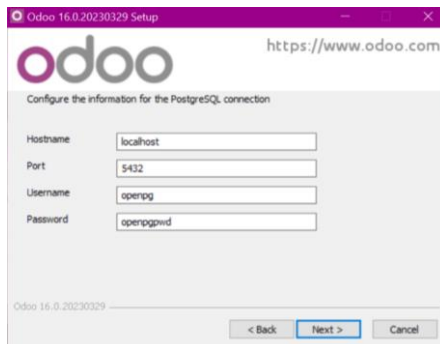 Odoo 16.0.20230329 Setup
odoo
https://www.odoo.com
Configure the information for the PostgreSQL connection
Hostname localhost
Port 5432
Username openpg
Password openpgpwd
Odoo 16.0.20230329
< Back Next > Cancel